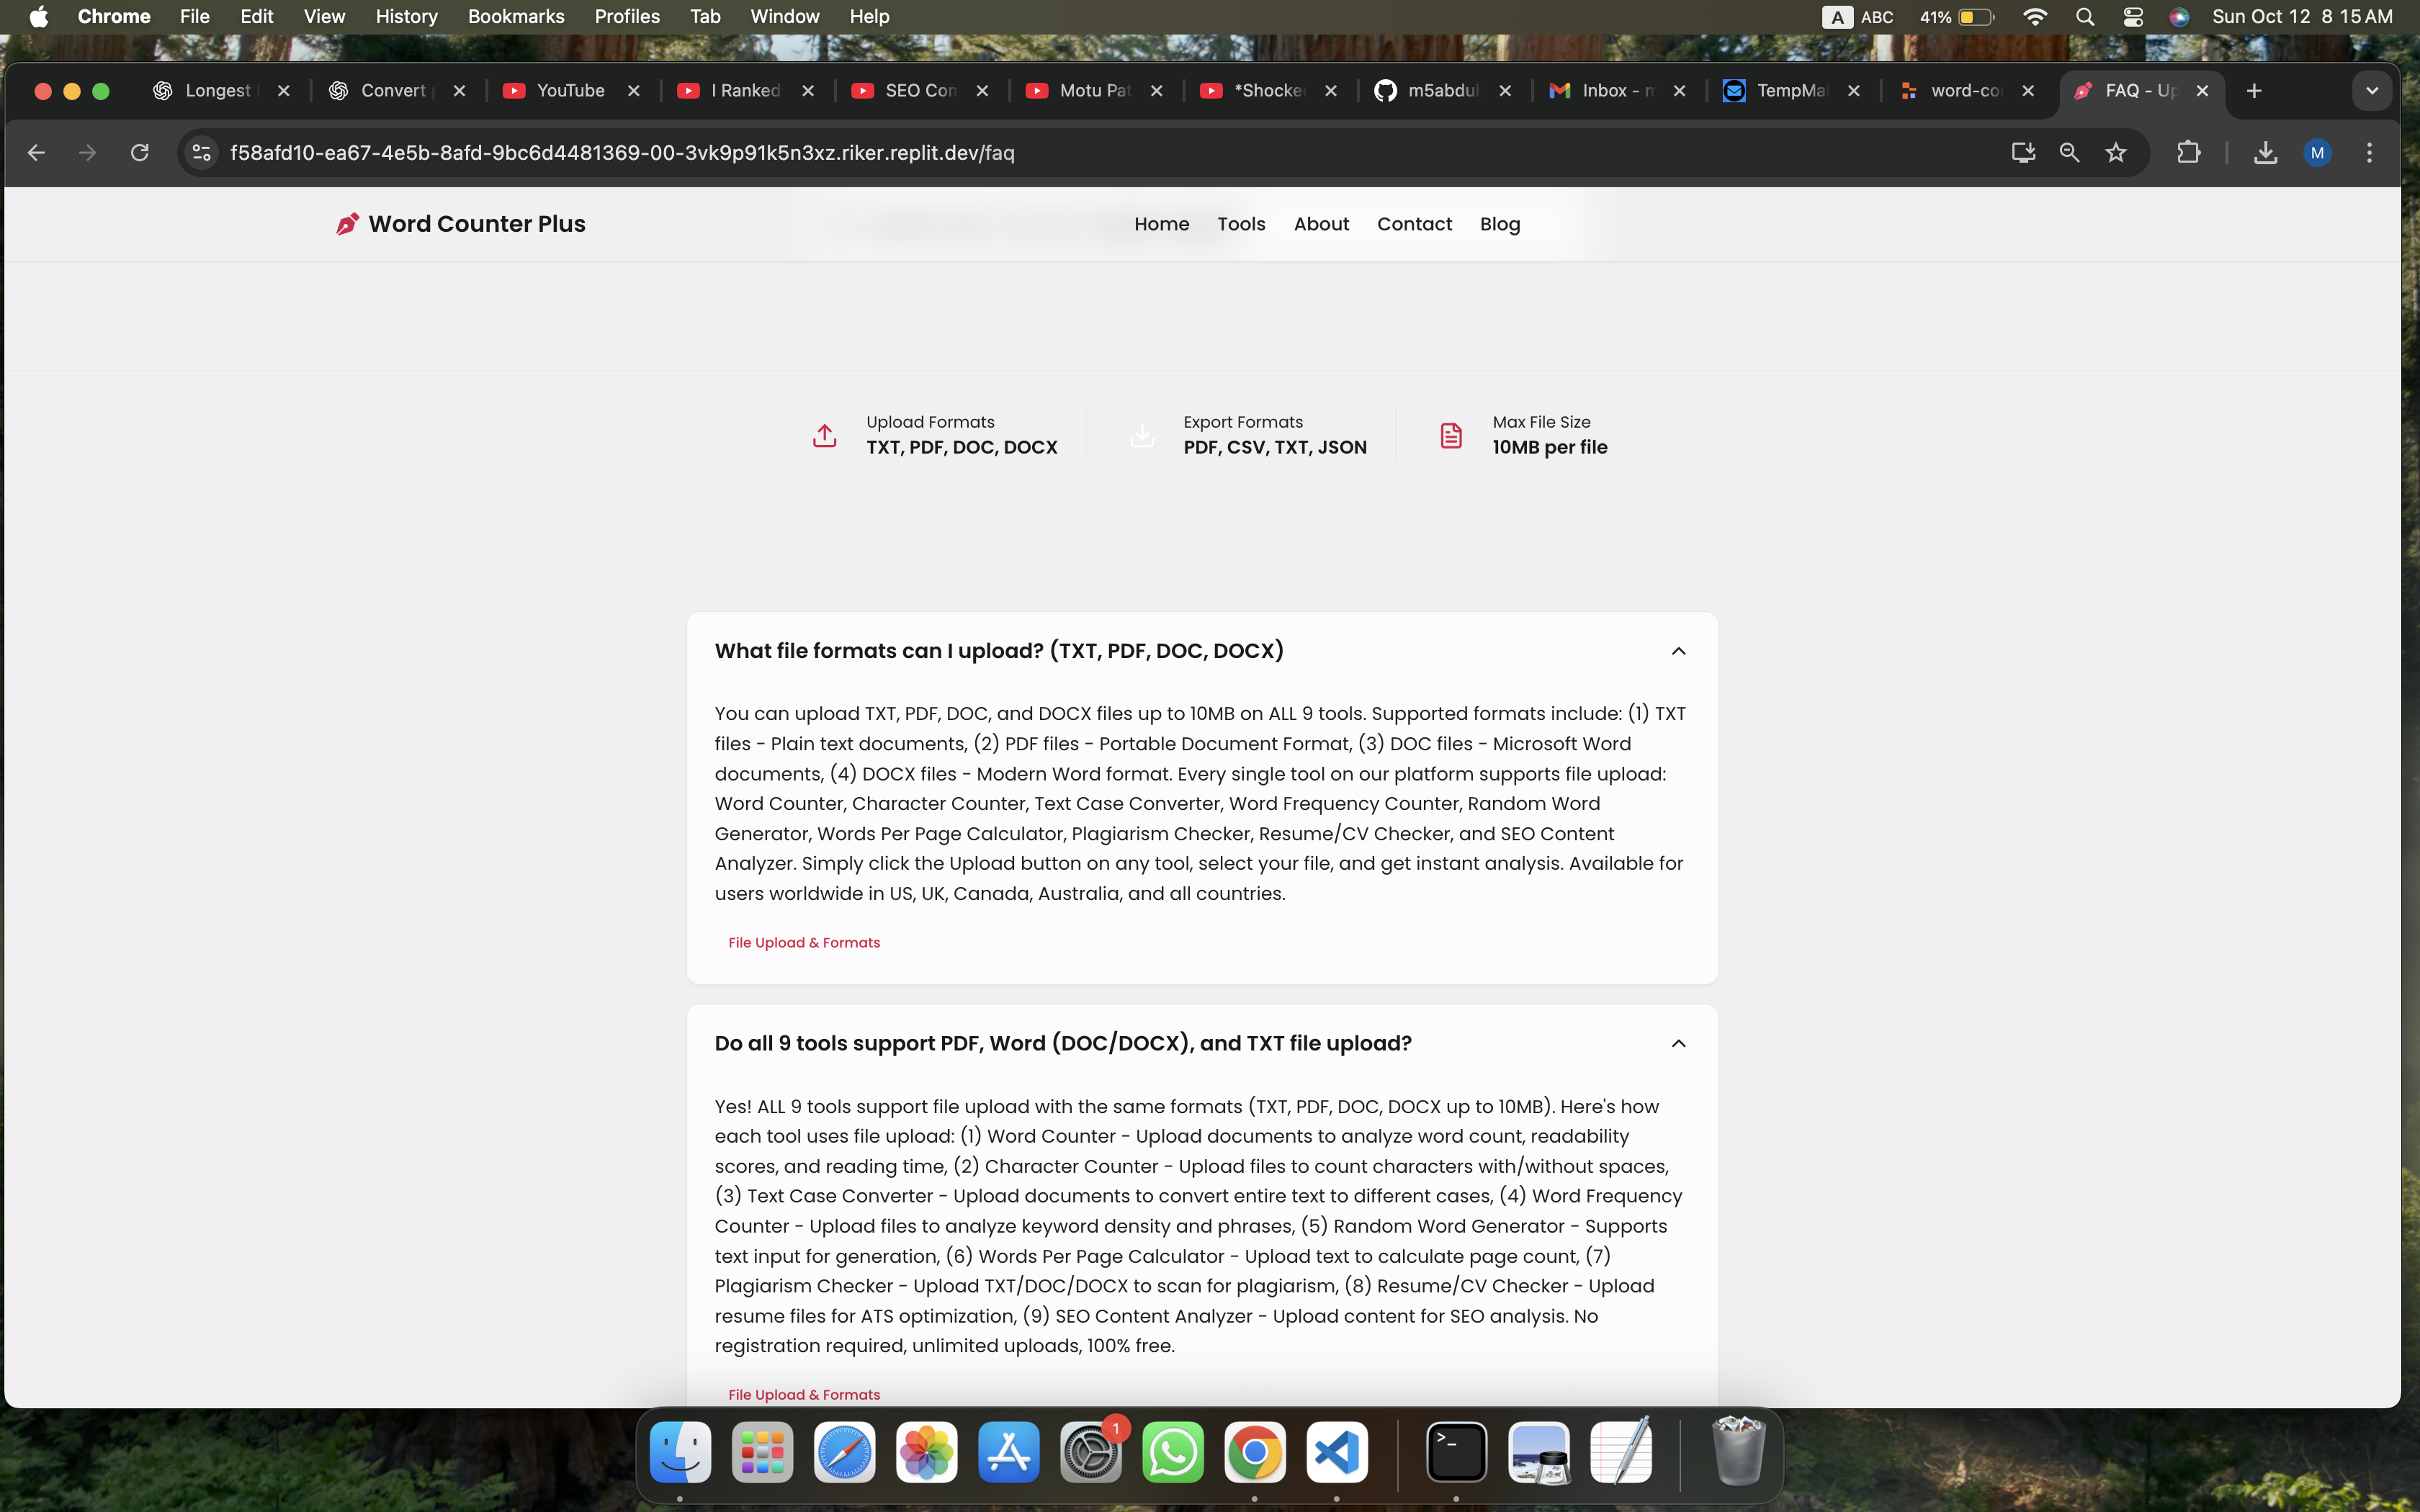 Chrome File Edit View History Bookmarks Profiles Tab Window Help A ABC 41% Sun Oct 12 8 15 AM
Longest Convert YouTube I Ranked SEO Con Motu Pat *Shocke m5abdul Inbox - TempMai word-co FAQ - Up
f58afd10-ea67-4e5b-8afd-9bc6d4481369-00-3vk9p91k5n3xz.riker.replit.dev/faq M
Word Counter Plus Home Tools About Contact Blog
Upload Formats Export Formats Max File Size
TXT, PDF, DOC, DOCX PDF, CSV, TXT, JSON 10MB per file
What file formats can I upload? (TXT, PDF, DOC, DOCX)
You can upload TXT, PDF, DOC, and DOCX files up to 10MB on ALL 9 tools. Supported formats include: (1) TXT
files - Plain text documents, (2) PDF files - Portable Document Format, (3) DOC files - Microsoft Word
documents, (4) DOCX files - Modern Word format. Every single tool on our platform supports file upload:
Word Counter, Character Counter, Text Case Converter, Word Frequency Counter, Random Word
Generator, Words Per Page Calculator, Plagiarism Checker, Resume/CV Checker, and SEO Content
Analyzer. Simply click the Upload button on any tool, select your file, and get instant analysis. Available for
users worldwide in US, UK, Canada, Australia, and all countries.
File Upload & Formats
Do all 9 tools support PDF, Word (DOC/DOCX), and TXT file upload?
Yes! ALL 9 tools support file upload with the same formats (TXT, PDF, DOC, DOCX up to 10MB). Here's how
each tool uses file upload: (1) Word Counter - Upload documents to analyze word count, readability
scores, and reading time, (2) Character Counter - Upload files to count characters with/without spaces,
(3) Text Case Converter - Upload documents to convert entire text to different cases, (4) Word Frequency
Counter - Upload files to analyze keyword density and phrases, (5) Random Word Generator - Supports
text input for generation, (6) Words Per Page Calculator - Upload text to calculate page count, (7)
Plagiarism Checker - Upload TXT/DOC/DOCX to scan for plagiarism, (8) Resume/CV Checker - Upload
resume files for ATS optimization, (9) SEO Content Analyzer - Upload content for SEO analysis. No
registration required, unlimited uploads, 100% free.
File Upload & Formats
1